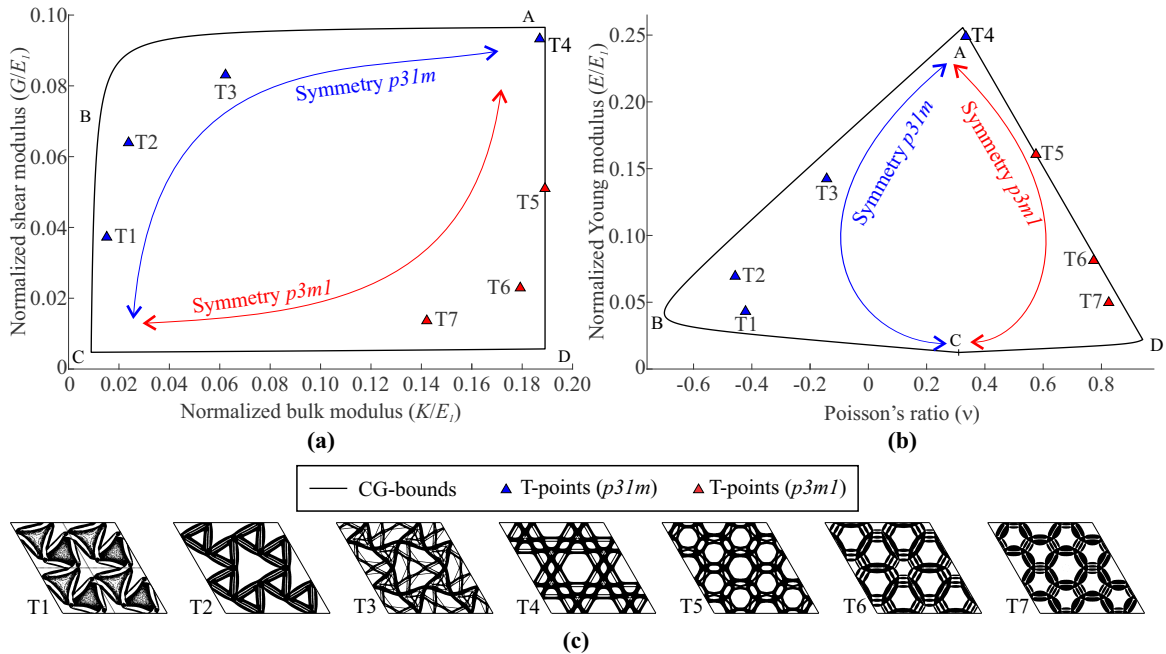 0.10
0.08
0.06
0.04
0.02
0
Normalized shear modulus (G/E₁)
A
T4
T3
Symmetry p31m
B
T2
T5
T1
Symmetry p3m1
T6
T7
C
D
0
0.02
0.04
0.06
0.08
0.10
0.12
0.14
0.16
0.18
0.20
Normalized bulk modulus (K/E₁)
(a)
0.25
0.20
0.15
0.10
0.05
0
Normalized Young modulus (E/E₁)
T4
A
Symmetry p31m
Symmetry p3m1
T5
T3
T2
T6
T1
T7
B
C
D
-0.6
-0.4
-0.2
0
0.2
0.4
0.6
0.8
Poisson's ratio (ν)
(b)
CG-bounds
T-points (p31m)
T-points (p3m1)
T1
T2
T3
T4
T5
T6
T7
(c)